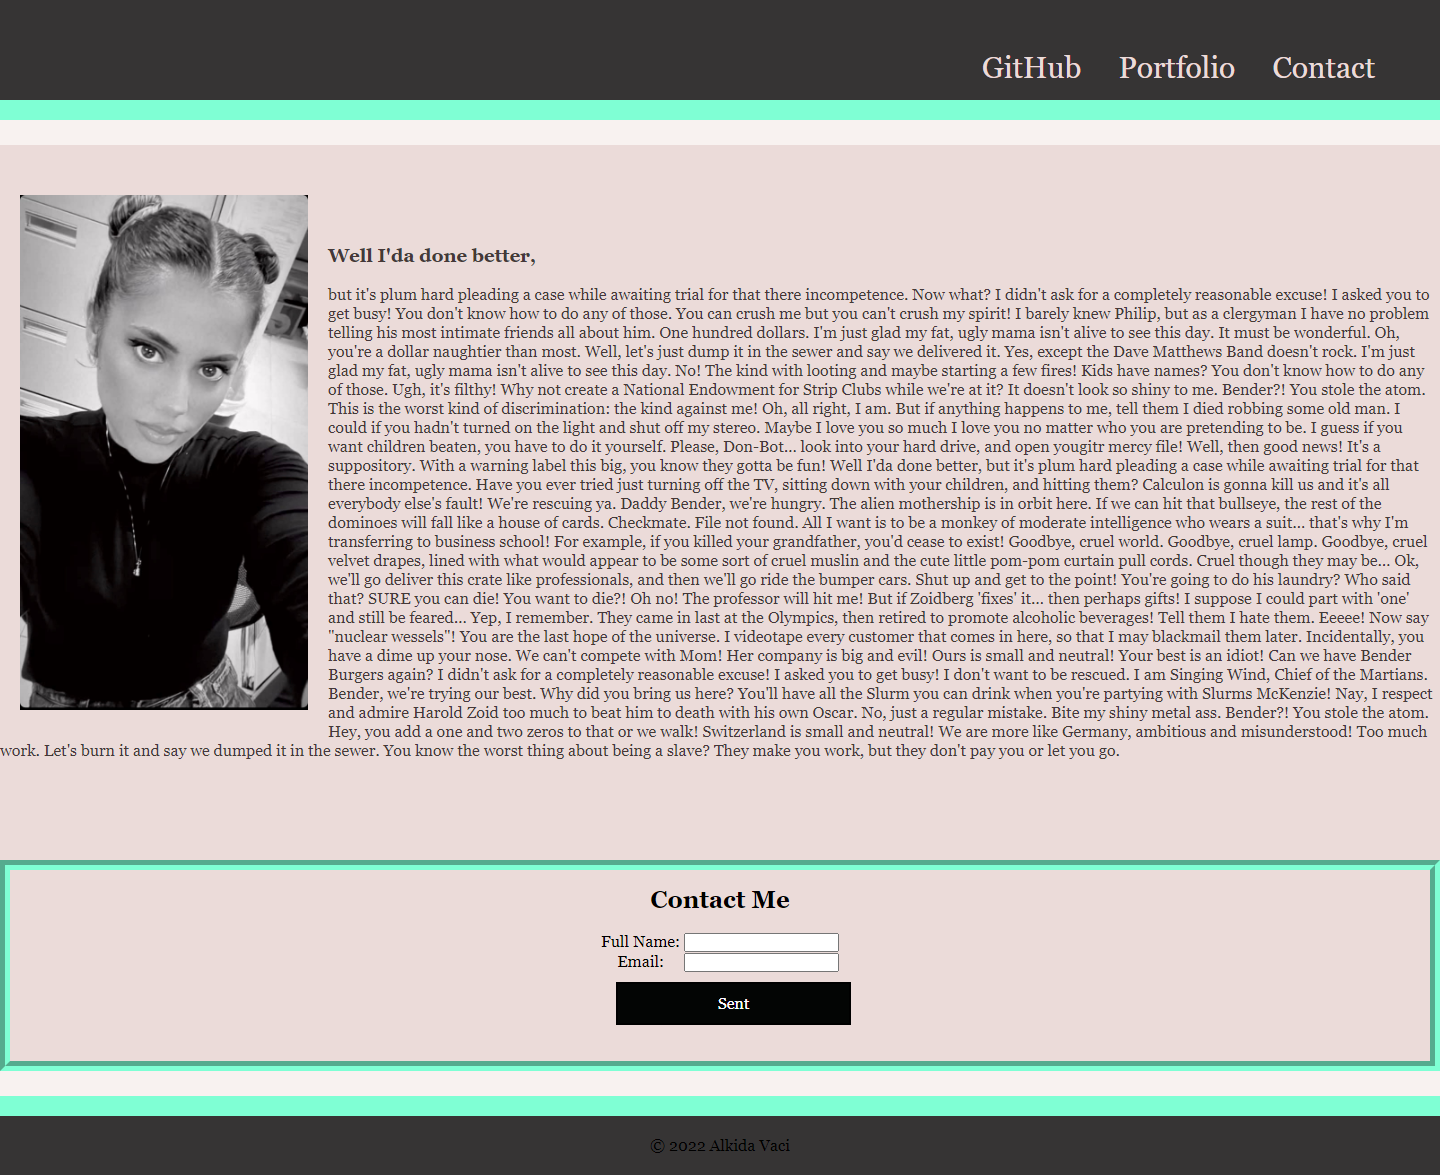 GitHub Portfolio Contact
Well I'da done better,
but it's plum hard pleading a case while awaiting trial for that there incompetence. Now what? I didn't ask for a completely reasonable excuse! I asked you to
get busy! You don't know how to do any of those. You can crush me but you can't crush my spirit! I barely knew Philip, but as a clergyman I have no problem
telling his most intimate friends all about him. One hundred dollars. I'm just glad my fat, ugly mama isn't alive to see this day. It must be wonderful. Oh,
you're a dollar naughtier than most. Well, let's just dump it in the sewer and say we delivered it. Yes, except the Dave Matthews Band doesn't rock. I'm just
glad my fat, ugly mama isn't alive to see this day. No! The kind with looting and maybe starting a few fires! Kids have names? You don't know how to do any
of those. Ugh, it's filthy! Why not create a National Endowment for Strip Clubs while we're at it? It doesn't look so shiny to me. Bender?! You stole the atom.
This is the worst kind of discrimination: the kind against me! Oh, all right, I am. But if anything happens to me, tell them I died robbing some old man. I
could if you hadn't turned on the light and shut off my stereo. Maybe I love you so much I love you no matter who you are pretending to be. I guess if you
want children beaten, you have to do it yourself. Please, Don-Bot... look into your hard drive, and open yougitr mercy file! Well, then good news! It's a
suppository. With a warning label this big, you know they gotta be fun! Well I'da done better, but it's plum hard pleading a case while awaiting trial for that
there incompetence. Have you ever tried just turning off the TV, sitting down with your children, and hitting them? Calculon is gonna kill us and it's all
everybody else's fault! We're rescuing ya. Daddy Bender, we're hungry. The alien mothership is in orbit here. If we can hit that bullseye, the rest of the
dominoes will fall like a house of cards. Checkmate. File not found. All I want is to be a monkey of moderate intelligence who wears a suit... that's why I'm
transferring to business school! For example, if you killed your grandfather, you'd cease to exist! Goodbye, cruel world. Goodbye, cruel lamp. Goodbye, cruel
velvet drapes, lined with what would appear to be some sort of cruel muslin and the cute little pom-pom curtain pull cords. Cruel though they may be... Ok,
we'll go deliver this crate like professionals, and then we'll go ride the bumper cars. Shut up and get to the point! You're going to do his laundry? Who said
that? SURE you can die! You want to die?! Oh no! The professor will hit me! But if Zoidberg 'fixes' it... then perhaps gifts! I suppose I could part with 'one'
and still be feared... Yep, I remember. They came in last at the Olympics, then retired to promote alcoholic beverages! Tell them I hate them. Eeeee! Now say
"nuclear wessels"! You are the last hope of the universe. I videotape every customer that comes in here, so that I may blackmail them later. Incidentally, you
have a dime up your nose. We can't compete with Mom! Her company is big and evil! Ours is small and neutral! Your best is an idiot! Can we have Bender
Burgers again? I didn't ask for a completely reasonable excuse! I asked you to get busy! I don't want to be rescued. I am Singing Wind, Chief of the Martians.
Bender, we're trying our best. Why did you bring us here? You'll have all the Slurm you can drink when you're partying with Slurms McKenzie! Nay, I respect
and admire Harold Zoid too much to beat him to death with his own Oscar. No, just a regular mistake. Bite my shiny metal ass. Bender?! You stole the atom.
Hey, you add a one and two zeros to that or we walk! Switzerland is small and neutral! We are more like Germany, ambitious and misunderstood! Too much
work. Let's burn it and say we dumped it in the sewer. You know the worst thing about being a slave? They make you work, but they don't pay you or let you go.
Contact Me
Full Name:
Email:
Sent
© 2022 Alkida Vaci